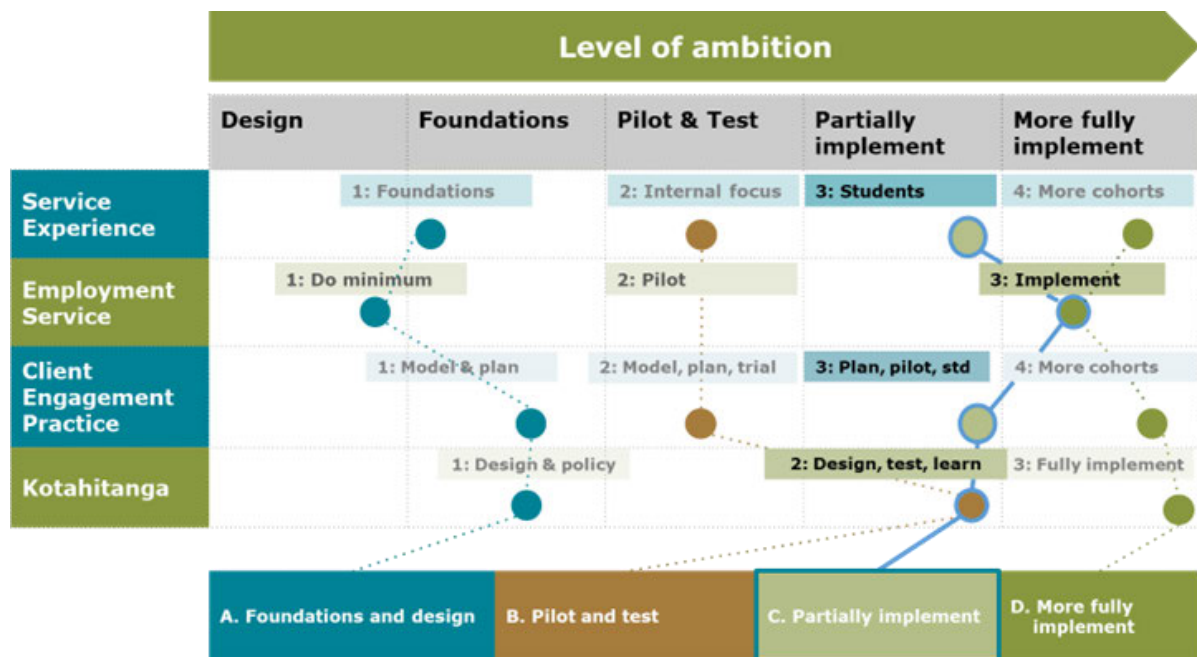 Level of ambition
Design
Foundations
Pilot & Test
Partially
implement
More fully
implement
Service
Experience
1: Foundations
2: Internal focus
3: Students
4: More cohorts
Employment
Service
1: Do minimum
2: Pilot
3: Implement
Client
Engagement
Practice
1: Model & plan
2: Model, plan, trial
3: Plan, pilot, std
4: More cohorts
Kotahitanga
1: Design & policy
2: Design, test, learn
3: Fully implement
A. Foundations and design
B. Pilot and test
C. Partially implement
D. More fully
implement